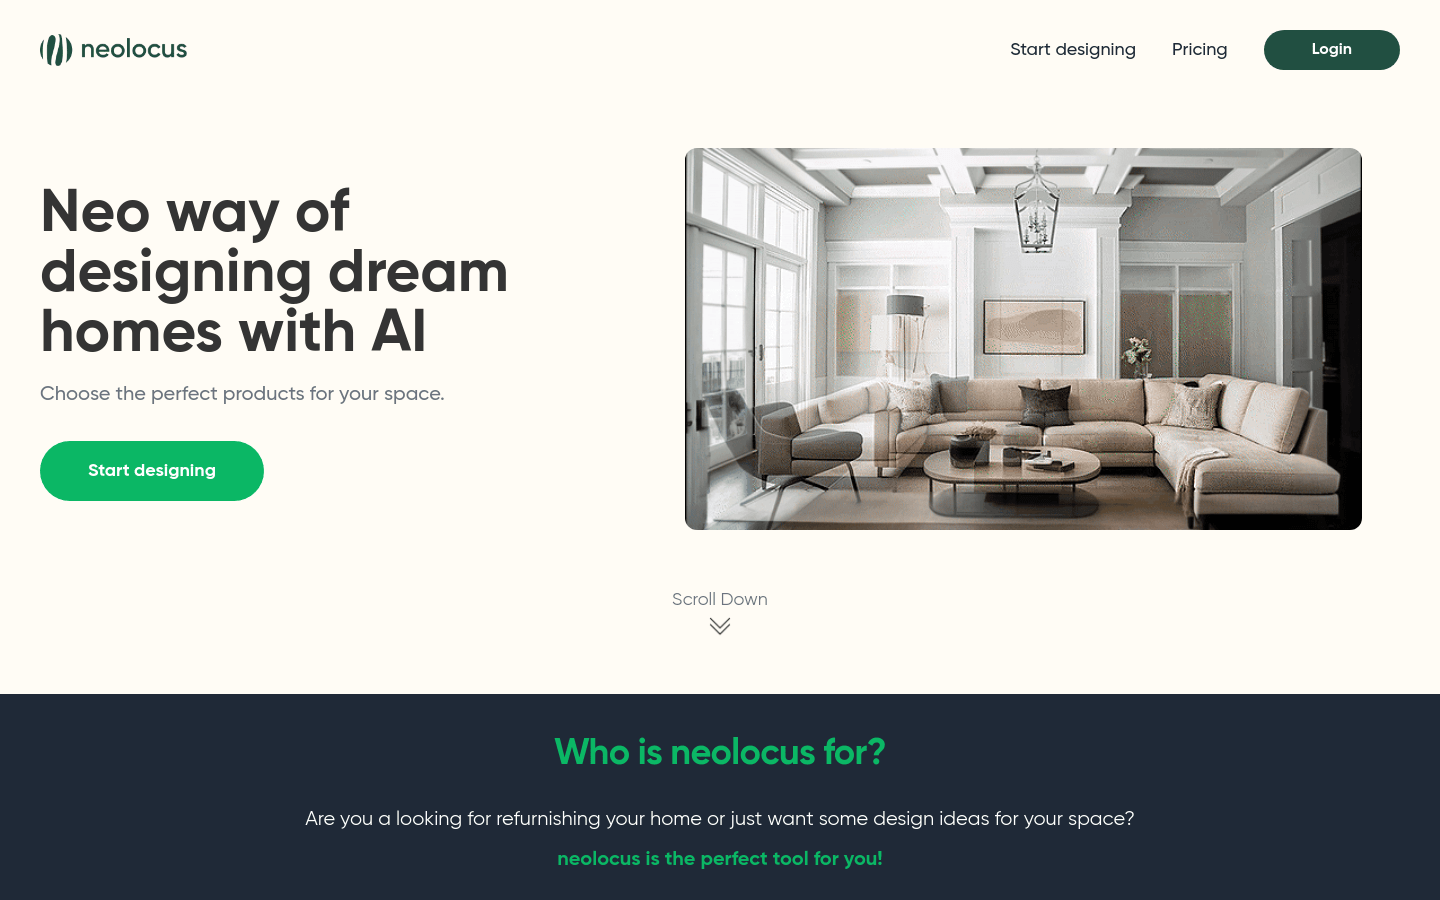 neolocus
Start designing
Pricing
Login
Neo way of
designing dream
homes with AI
Choose the perfect products for your space.
Start designing
Scroll Down
Who is neolocus for?
Are you a looking for refurnishing your home or just want some design ideas for your space?
neolocus is the perfect tool for you!